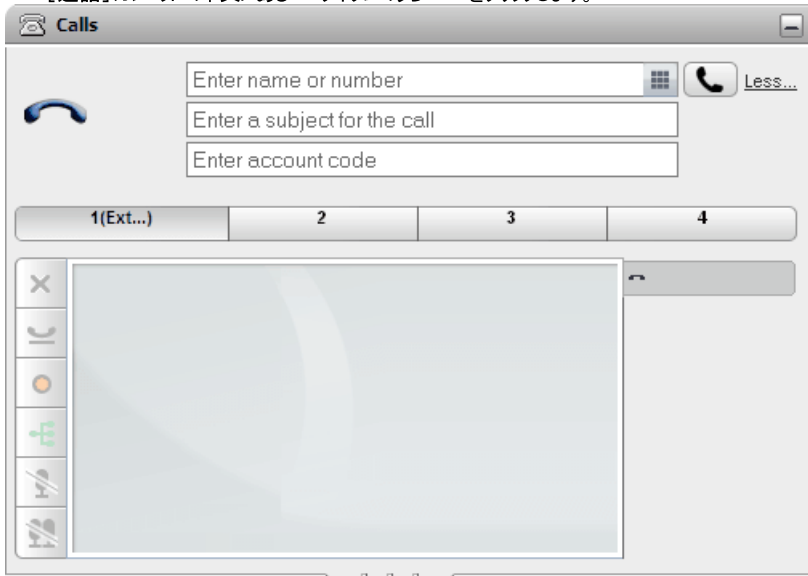 Calls
Enter name or number
Less...
Enter a subject for the call
Enter account code
1(Ext...) 2 3 4